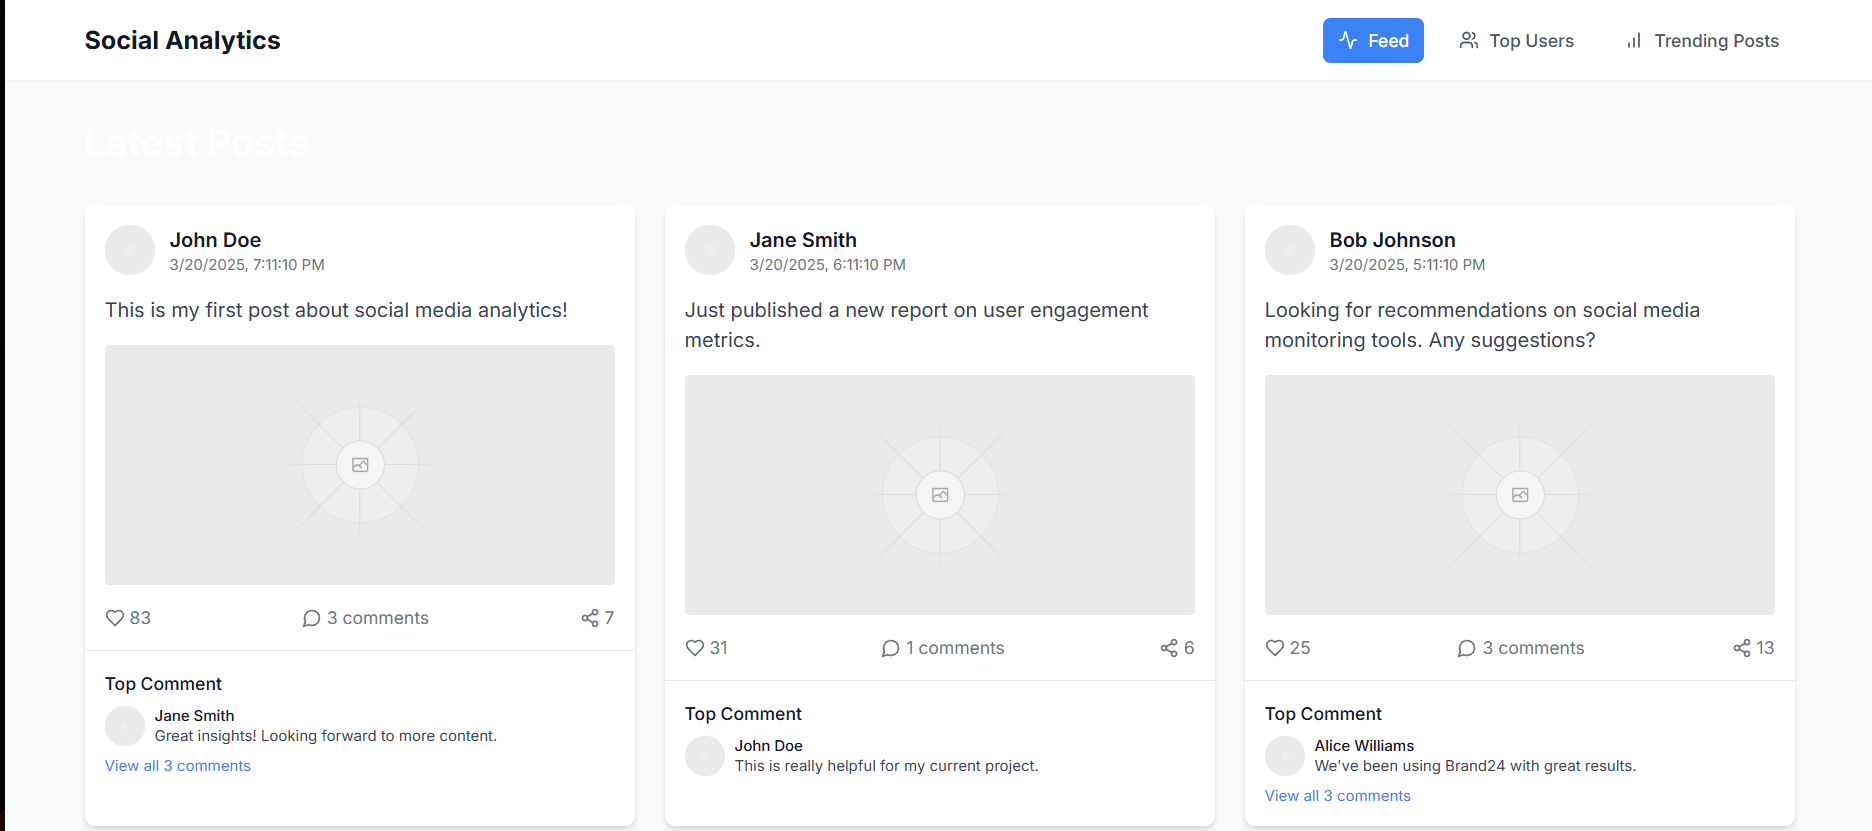 Social Analytics
Feed
Top Users
Trending Posts
Latest Posts
John Doe
3/20/2025, 7:11:10 PM
This is my first post about social media analytics!
83
3 comments
7
Top Comment
Jane Smith
Great insights! Looking forward to more content.
View all 3 comments
Jane Smith
3/20/2025, 6:11:10 PM
Just published a new report on user engagement
metrics.
31
1 comments
6
Top Comment
John Doe
This is really helpful for my current project.
Bob Johnson
3/20/2025, 5:11:10 PM
Looking for recommendations on social media
monitoring tools. Any suggestions?
25
3 comments
13
Top Comment
Alice Williams
We've been using Brand24 with great results.
View all 3 comments